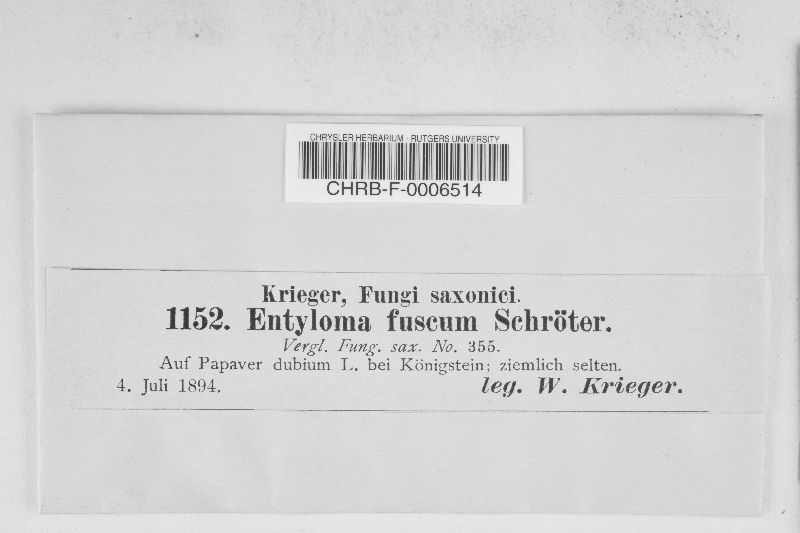 CHRYSLER HERBARIUM - RUTGERS UNIVERSITY
CHRB-F-0006514
Krieger, Fungi saxonici.
1152. Entyloma fuscum Schröter.
Vergl. Fung. sax. No. 355.
Auf Papaver dubium L. bei Königstein; ziemlich selten.
4. Juli 1894. leg. W. Krieger.